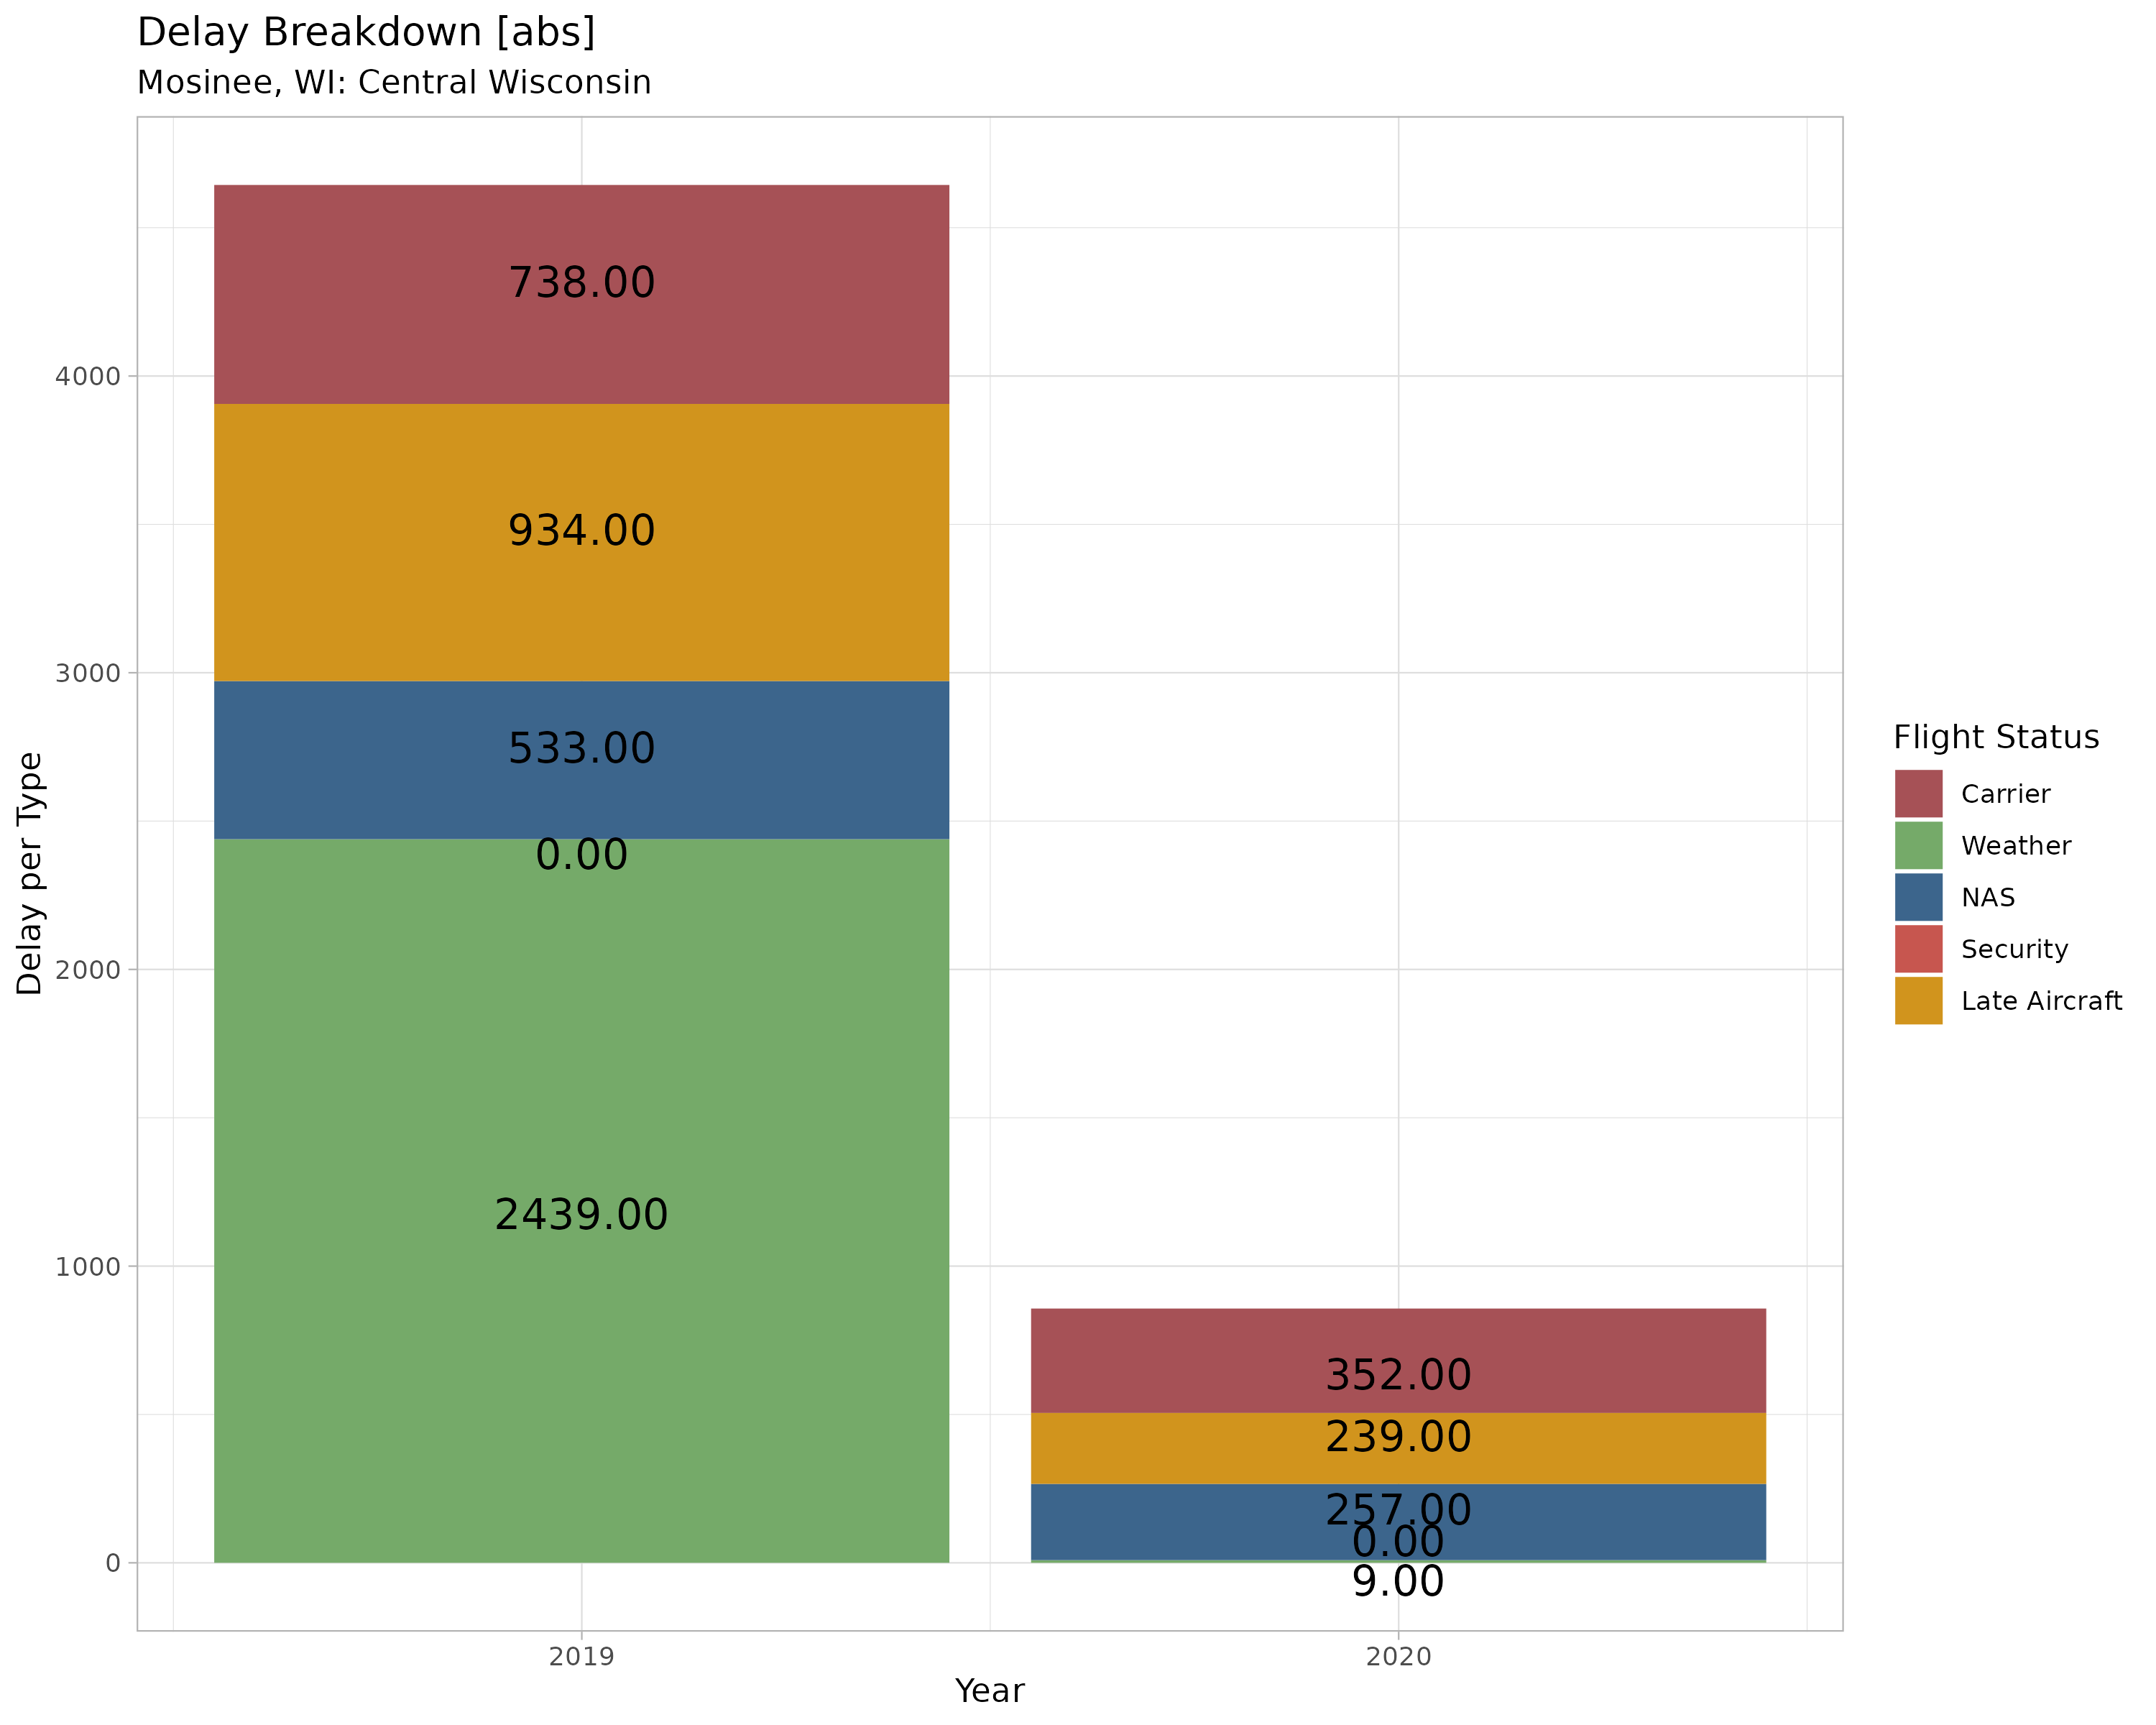 Delay Breakdown [abs]
Mosinee, WI: Central Wisconsin
Delay per Type
4000
3000
2000
1000
0
738.00
934.00
533.00
0.00
2439.00
352.00
239.00
257.00
0.00
9.00
2019
2020
Year
Flight Status
Carrier
Weather
NAS
Security
Late Aircraft